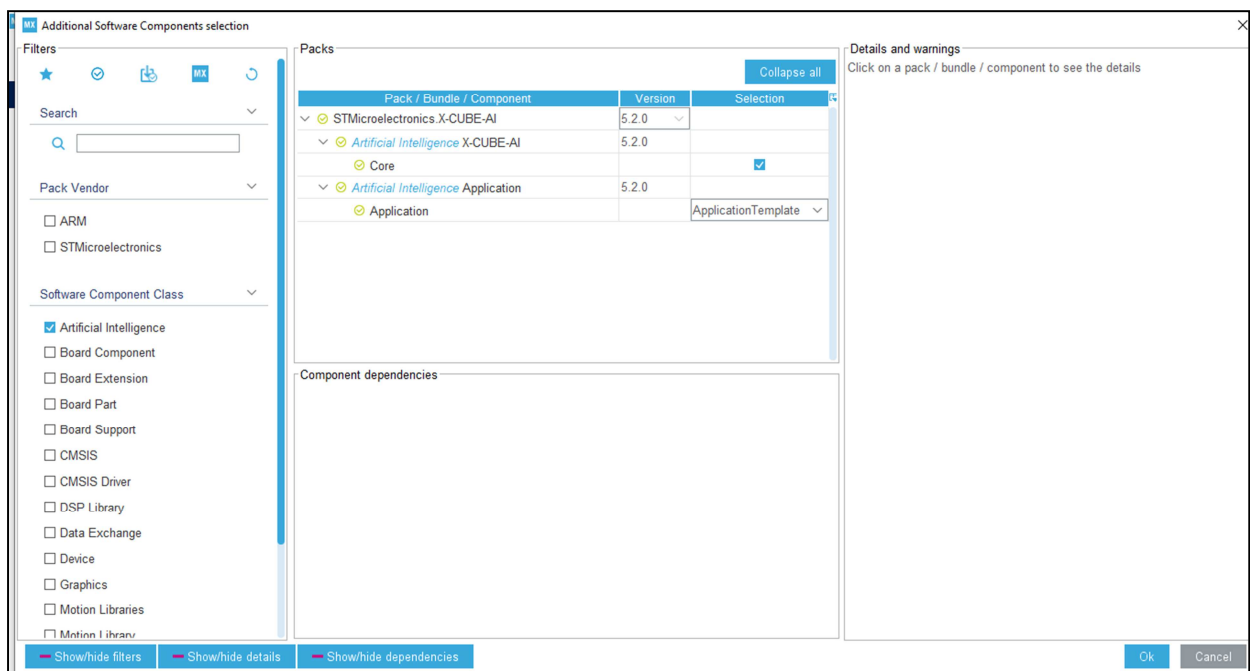 MX Additional Software Components selection
Filters
MX
Search
Pack Vendor
ARM
STMicroelectronics
Software Component Class
Artificial Intelligence
Board Component
Board Extension
Board Part
Board Support
CMSIS
CMSIS Driver
DSP Library
Data Exchange
Device
Graphics
Motion Libraries
Motion Library
Packs
Collapse all
Pack / Bundle / Component Version Selection
STMicroelectronics.X-CUBE-AI 5.2.0
Artificial Intelligence X-CUBE-AI 5.2.0
Core
Artificial Intelligence Application 5.2.0
Application ApplicationTemplate
Component dependencies
Details and warnings
Click on a pack / bundle / component to see the details
Show/hide filters Show/hide details Show/hide dependencies
Ok Cancel